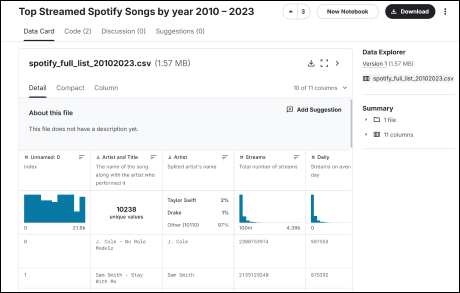 Top Streamed Spotify Songs by year 2010 – 2023
3
New Notebook
Download
Data Card
Code (2)
Discussion (0)
Suggestions (0)
spotify_full_list_20102023.csv (1.57 MB)
Detail
Compact
Column
10 of 11 columns
About this file
Add Suggestion
This file does not have a description yet.
Unnamed: 0
Artist and Title
Artist
Streams
Daily
Index
The name of the song
along with the artist who
performed it
Splited artist's name
Total number of streams
Streams on aver
day
0
21.6k
10238
unique values
Taylor Swift 2%
Drake 1%
Other (10110) 97%
100m
4.39b
0
0
J. Cole - No Role
Modelz
J. Cole
2300753974
987553
1
Sam Smith - Stay
With Me
Sam Smith
2135129240
675392
Data Explorer
Version 1 (1.57 MB)
spotify_full_list_20102023.csv
Summary
1 file
11 columns